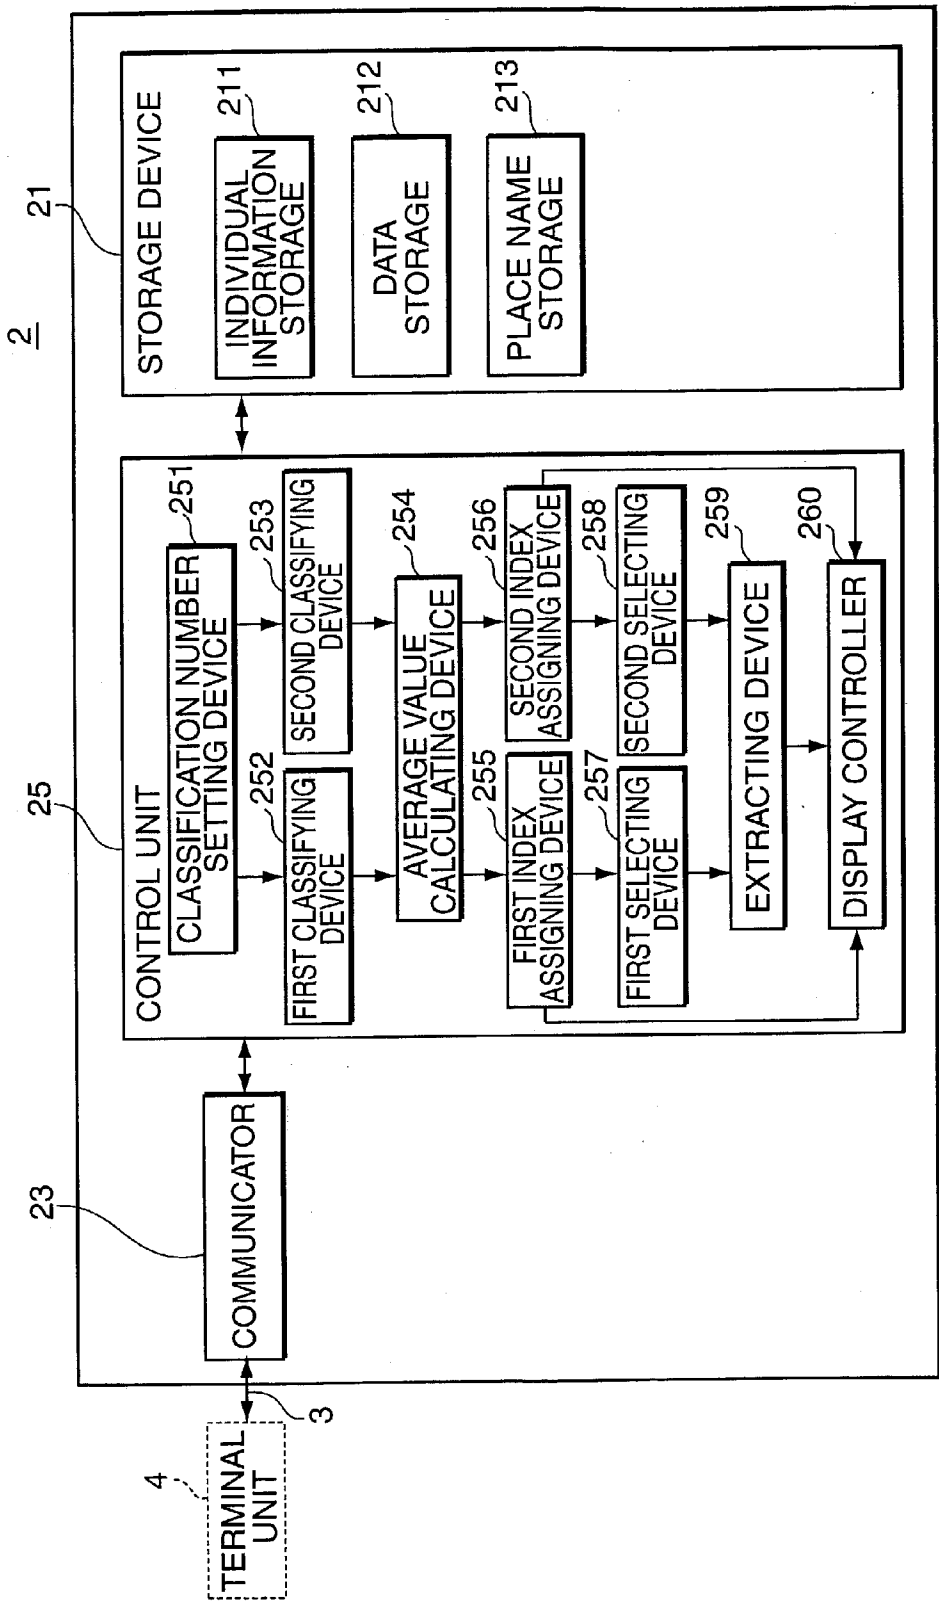 2
4
TERMINAL
UNIT
3
23
COMMUNICATOR
25
CONTROL UNIT
251
CLASSIFICATION NUMBER
SETTING DEVICE
252
FIRST CLASSIFYING
DEVICE
253
SECOND CLASSIFYING
DEVICE
254
AVERAGE VALUE
CALCULATING DEVICE
255
FIRST INDEX
ASSIGNING DEVICE
256
SECOND INDEX
ASSIGNING DEVICE
257
FIRST SELECTING
DEVICE
258
SECOND SELECTING
DEVICE
259
EXTRACTING DEVICE
260
DISPLAY CONTROLLER
21
STORAGE DEVICE
211
INDIVIDUAL
INFORMATION
STORAGE
212
DATA
STORAGE
213
PLACE NAME
STORAGE